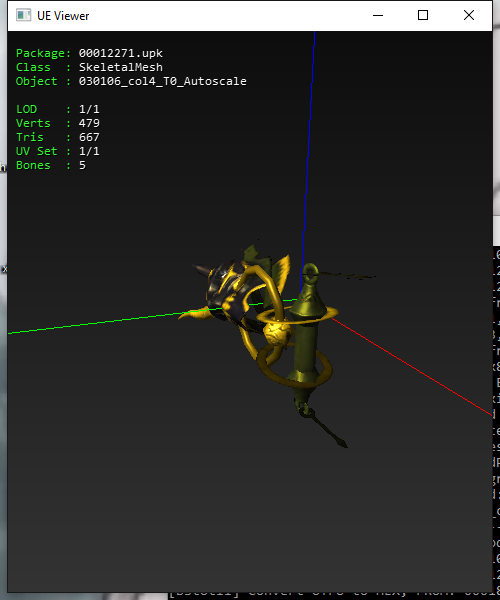 UE Viewer
Package: 00012271.upk
Class  : SkeletalMesh
Object : 030106_col4_T0_Autoscale
LOD    : 1/1
Verts  : 479
Tris   : 667
UV Set : 1/1
Bones  : 5